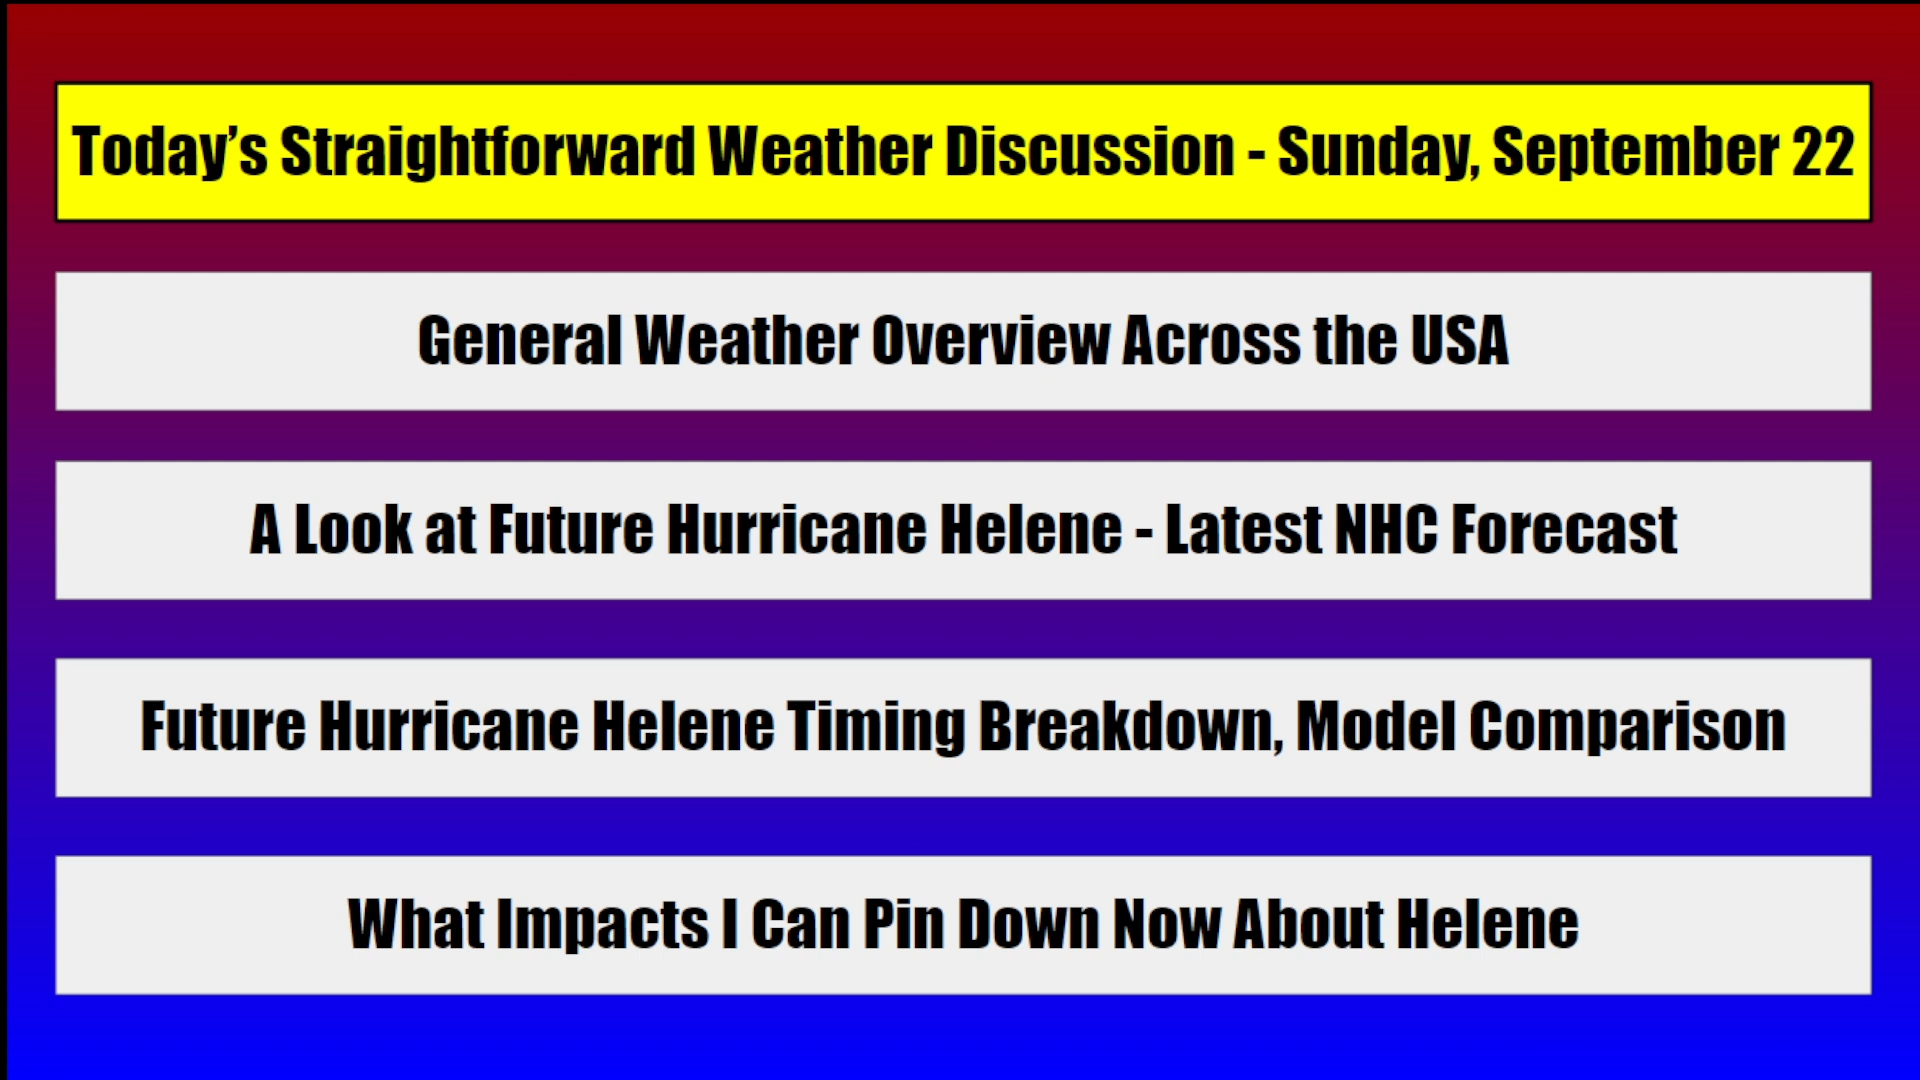 Today’s Straightforward Weather Discussion - Sunday, September 22
General Weather Overview Across the USA
A Look at Future Hurricane Helene - Latest NHC Forecast
Future Hurricane Helene Timing Breakdown, Model Comparison
What Impacts I Can Pin Down Now About Helene